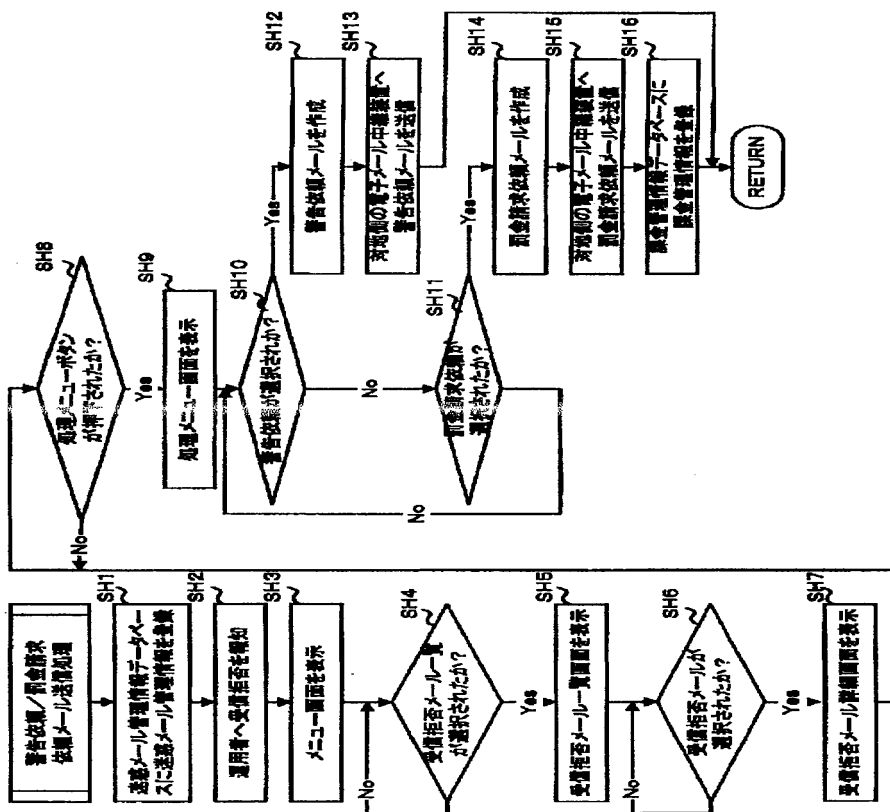 警告依頼/罰金請求
依頼メール送信処理
SH1
迷惑メール管理情報データベー
スに迷惑メール管理情報を登録
SH2
運用者へ受信拒否を報知
SH3
メニュー画面を表示
SH4
受信拒否メール一覧
が選択されたか?
No
Yes
SH5
受信拒否メール一覧画面を表示
SH6
受信拒否メールが
選択されたか?
No
Yes
SH7
受信拒否メール詳細画面を表示
SH8
処理メニューボタン
が押下されたか?
No
Yes
SH9
処理メニュー画面を表示
SH10
警告依頼が選択されか?
Yes
No
SH11
罰金請求依頼が
選択されたか?
Yes
No
SH12
警告依頼メールを作成
SH13
対地側の電子メール中継装置へ
警告依頼メールを送信
SH14
罰金請求依頼メールを作成
SH15
対地側の電子メール中継装置へ
罰金請求依頼メールを送信
SH16
課金管理情報データベースに
課金管理情報を登録
RETURN